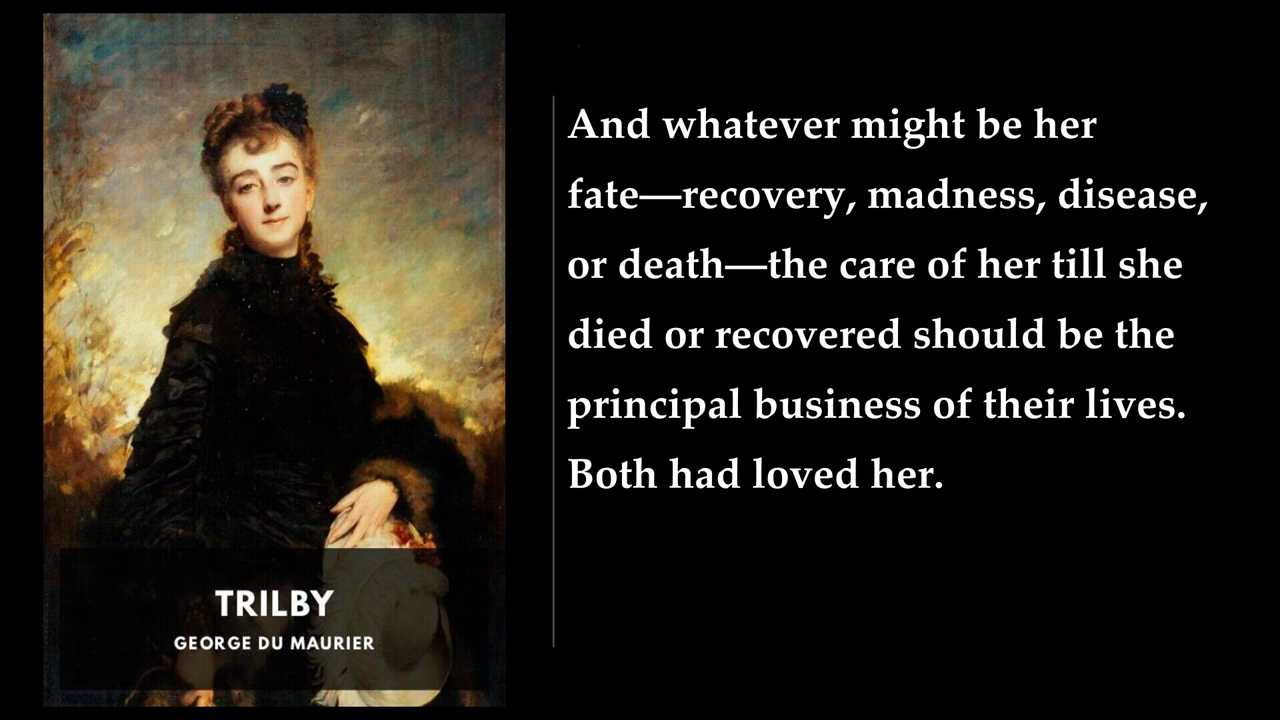 TRILBY
GEORGE DU MAURIER
And whatever might be her
fate—recovery, madness, disease,
or death—the care of her till she
died or recovered should be the
principal business of their lives.
Both had loved her.